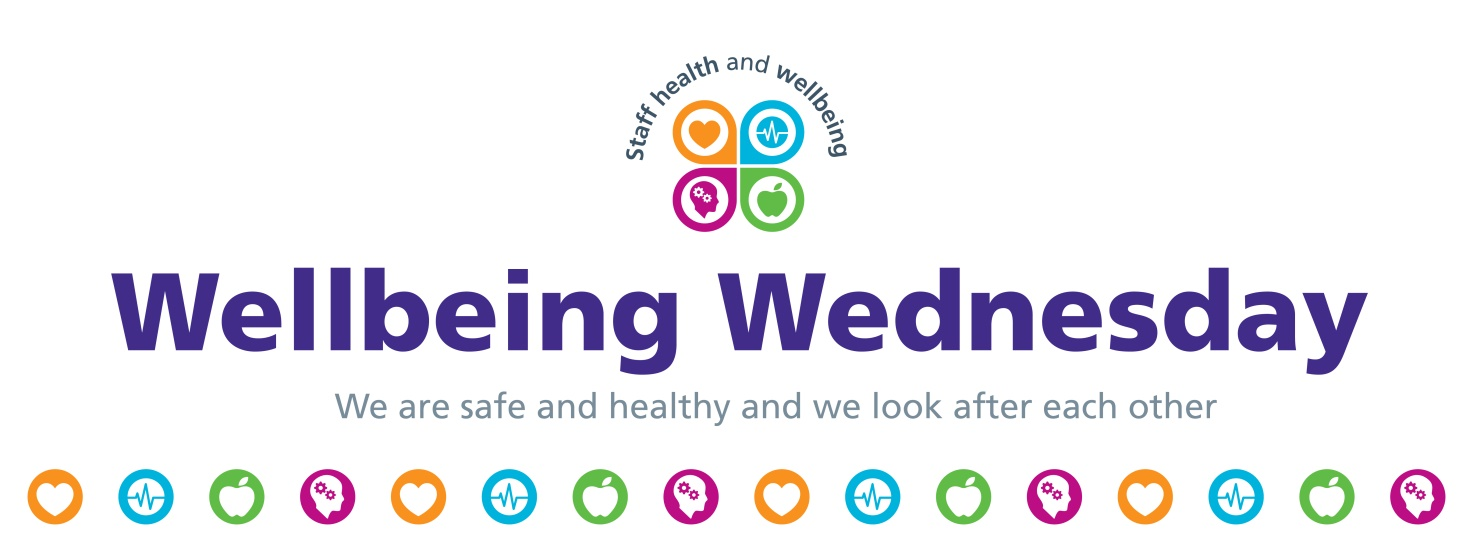 Staff health and wellbeing
Wellbeing Wednesday
We are safe and healthy and we look after each other